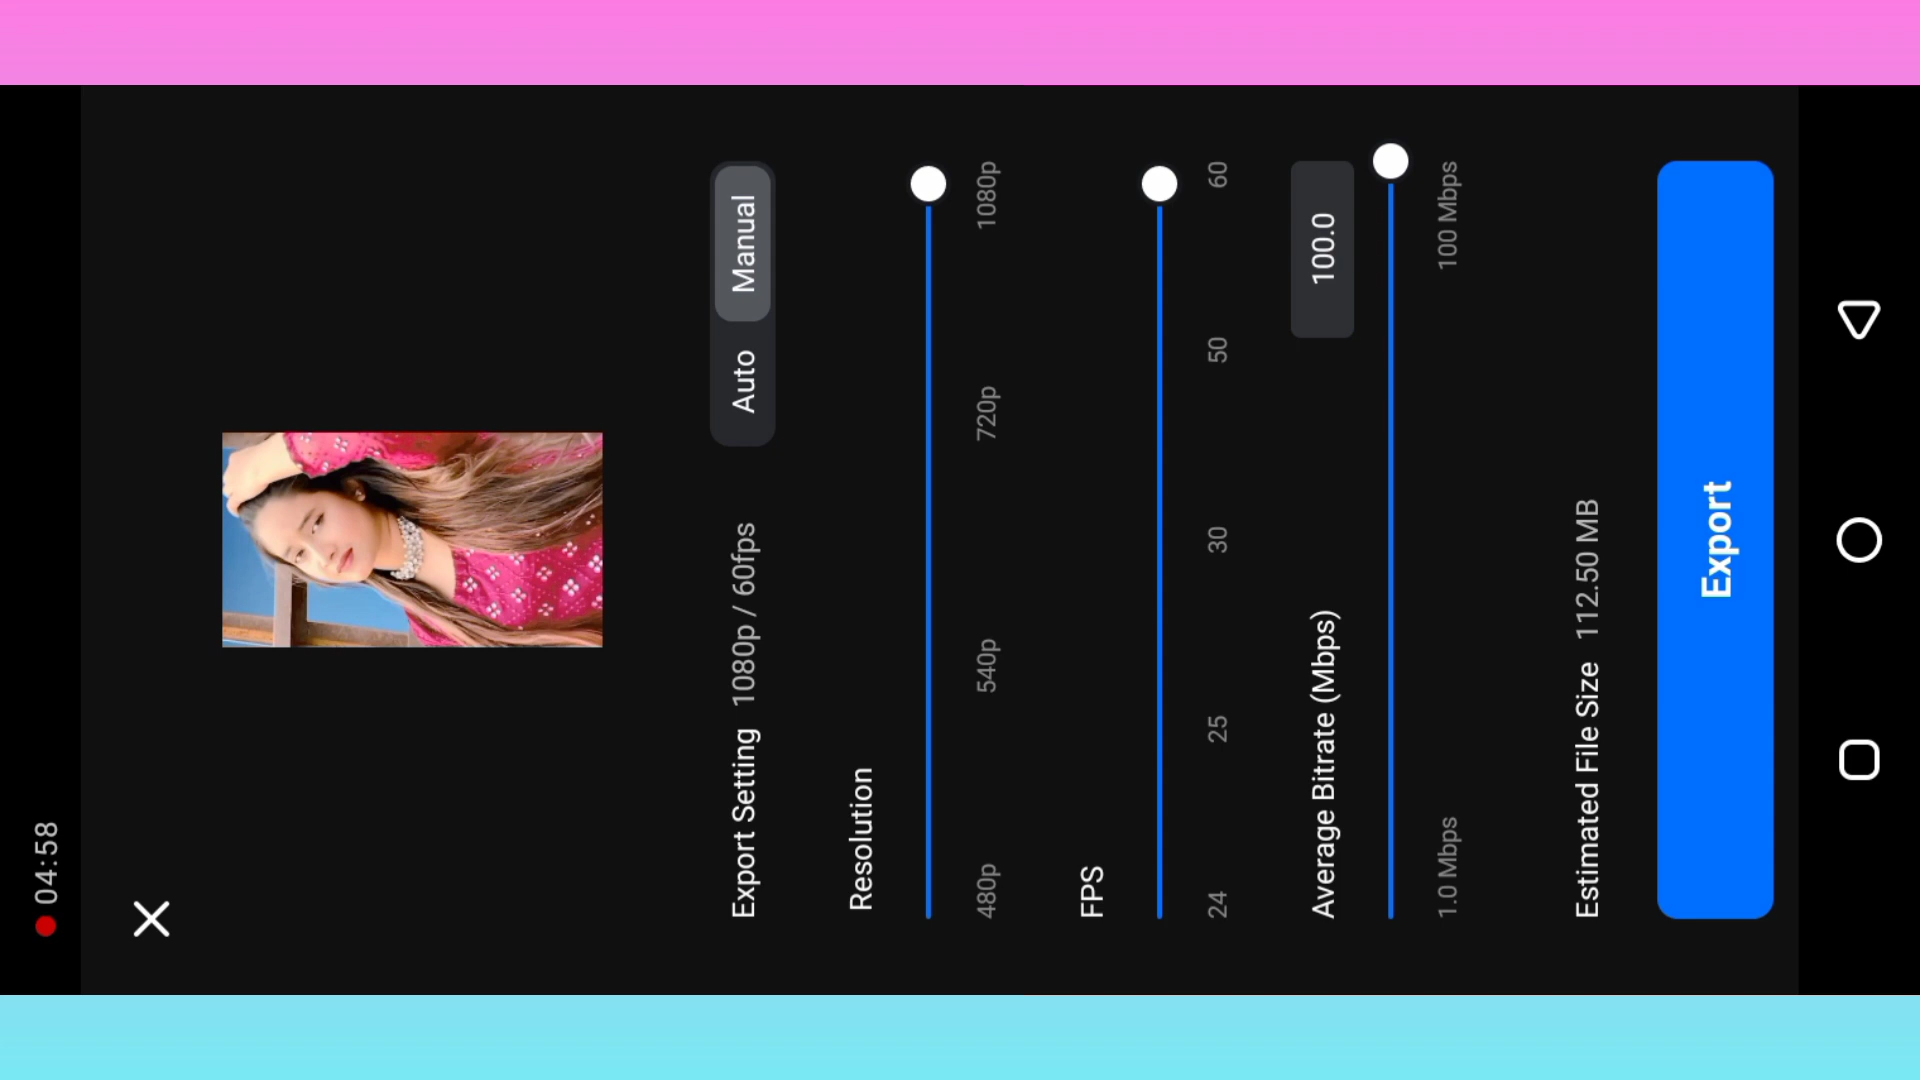 04:58
Export Setting 1080p / 60fps Auto Manual
Resolution
480p 540p 720p 1080p
FPS
24 25 30 50 60
Average Bitrate (Mbps) 100.0
1.0 Mbps 100 Mbps
Estimated File Size 112.50 MB
Export